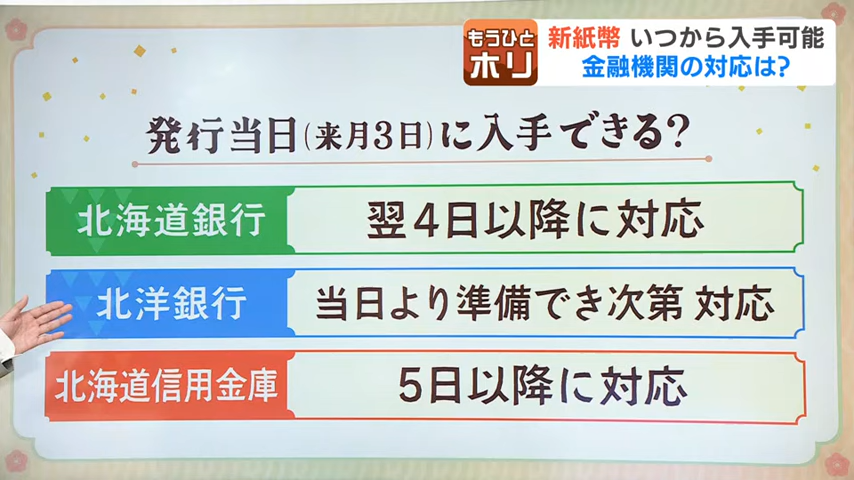 もうひと
ホリ
新紙幣 いつから入手可能
金融機関の対応は?
発行当日(来月3日)に入手できる?
北海道銀行 翌4日以降に対応
北洋銀行 当日より準備でき次第 対応
北海道信用金庫 5日以降に対応